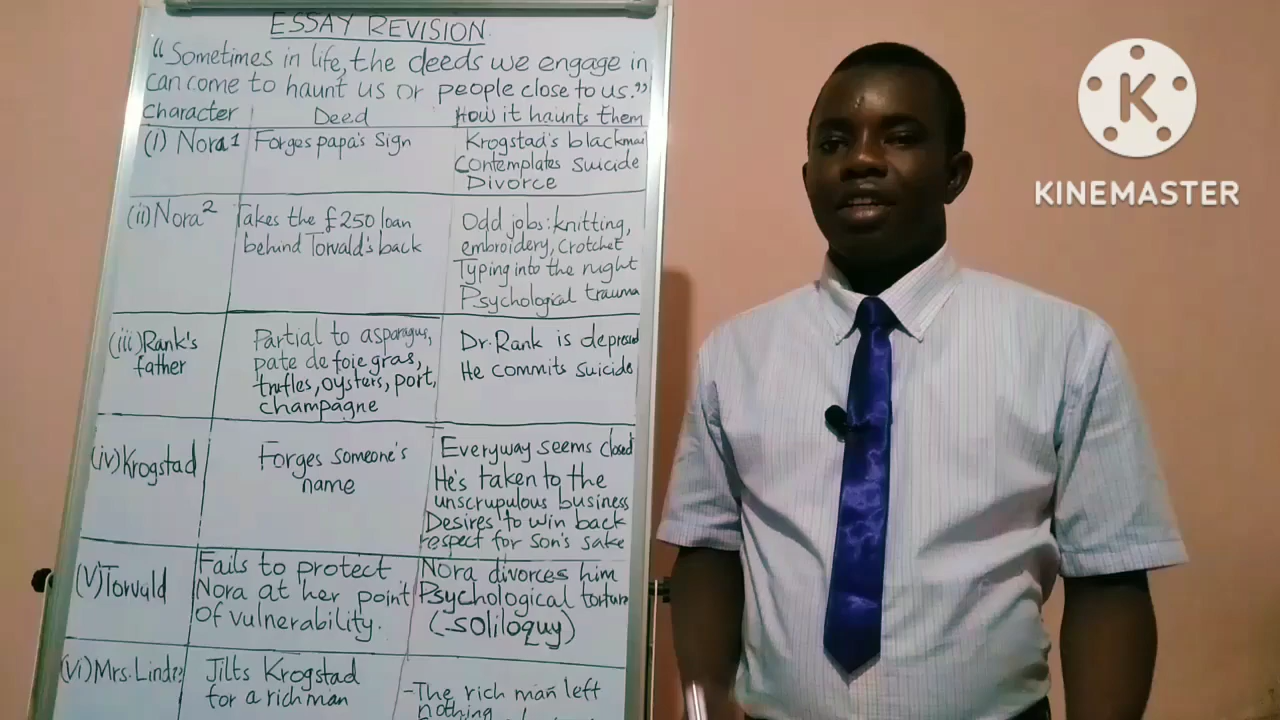 ESSAY REVISION
"Sometimes in life, the deeds we engage in
can come to haunt us or people close to us."
Character Deed How it haunts them
(i) Nora1 Forges papa's Sign Krogstad's blackmai
Contemplates Suicide
Divorce
(ii) Nora2 Takes the £250 loan
behind Torvald's back
Odd jobs: knitting,
embroidery, Crotchet
Typing into the night
Psychological trauma
(iii) Rank's
father
Partial to asparagus,
pate de foie gras,
trufles, oysters, port,
champagne
Dr. Rank is depressed
He commits suicide
(iv) Krogstad
Forges someone's
name
Everyway seems closed
He's taken to the
unscrupulous business
Desires to win back
respect for Son's sake
(v) Torvald
Fails to protect
Nora at her point
of vulnerability.
Nora divorces him
Psychological torture
(-soliloquy)
(vi) Mrs. Linde
Jilts Krogstad
for a rich man
-The rich man left
nothing
K
KINEMASTER